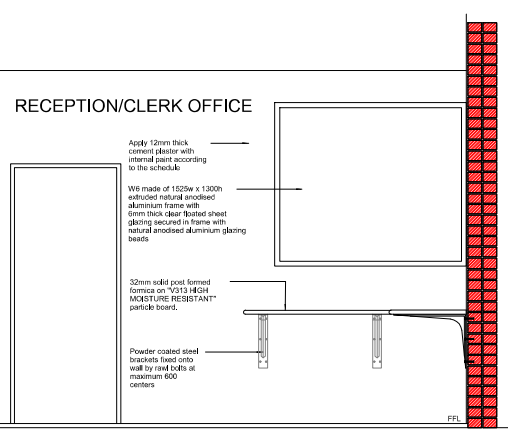 RECEPTION/CLERK OFFICE
Apply 12mm thick
cement plaster with
internal paint according
to the schedule
W6 made of 1525w x 1300h
extruded natural anodised
aluminium frame with
6mm thick clear floated sheet
glazing secured in frame with
natural anodised aluminium glazing
beads
32mm solid post formed
formica on "V313 HIGH
MOISTURE RESISTANT"
particle board.
Powder coated steel
brackets fixed onto
wall by rawl bolts at
maximum 600
centers
FFL